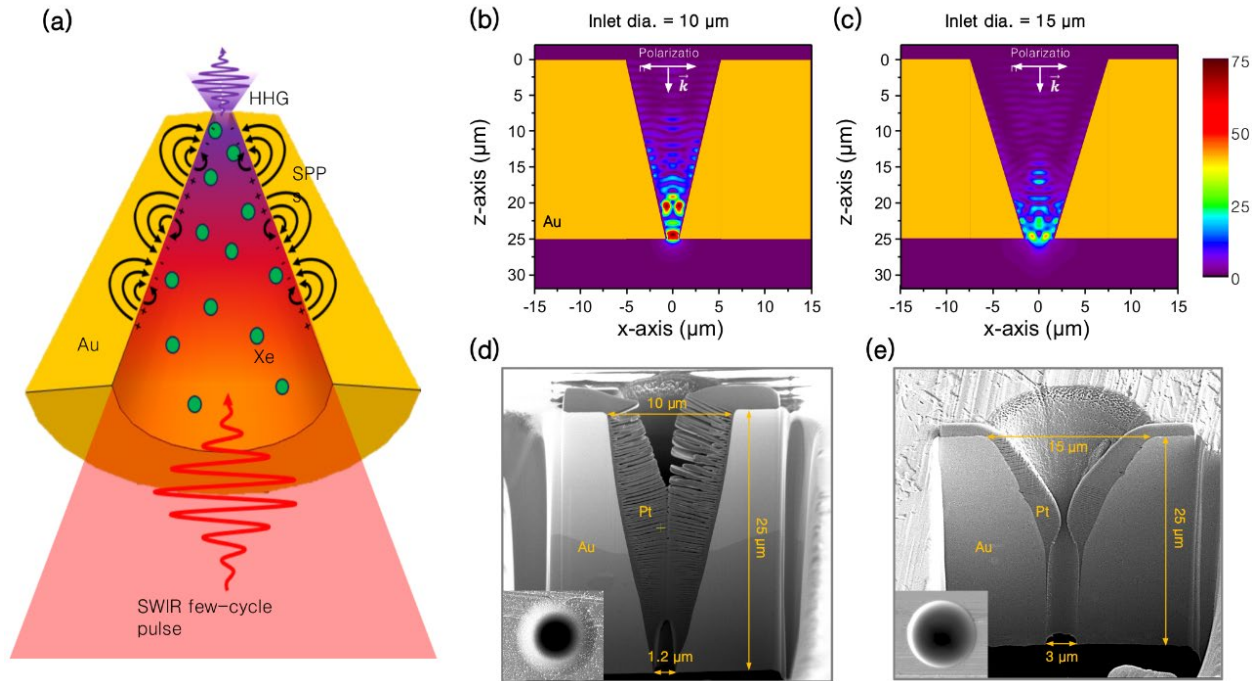 (a)
HHG
SPP
s
Au
Xe
SWIR few-cycle
pulse
(b)
Inlet dia. = 10 μm
Polarizatio
n
k
0
5
10
15
20
25
30
z-axis (μm)
Au
-15 -10 -5 0 5 10 15
x-axis (μm)
(c)
Inlet dia. = 15 μm
Polarizatio
n
k
0
5
10
15
20
25
30
z-axis (μm)
-15 -10 -5 0 5 10 15
x-axis (μm)
75
50
25
0
(d)
10 μm
Pt
Au
25 μm
1.2 μm
(e)
15 μm
Pt
Au
25 μm
3 μm